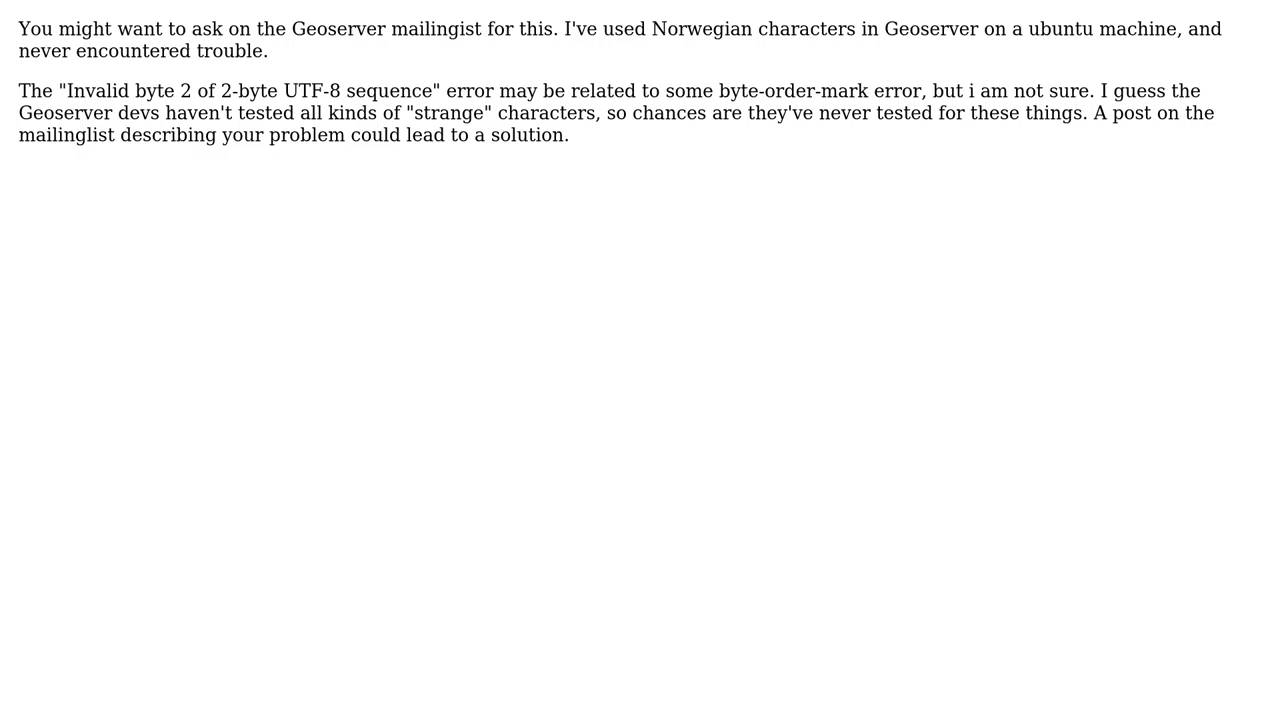 You might want to ask on the Geoserver mailingist for this. I've used Norwegian characters in Geoserver on a ubuntu machine, and
never encountered trouble.
The "Invalid byte 2 of 2-byte UTF-8 sequence" error may be related to some byte-order-mark error, but i am not sure. I guess the
Geoserver devs haven't tested all kinds of "strange" characters, so chances are they've never tested for these things. A post on the
mailinglist describing your problem could lead to a solution.